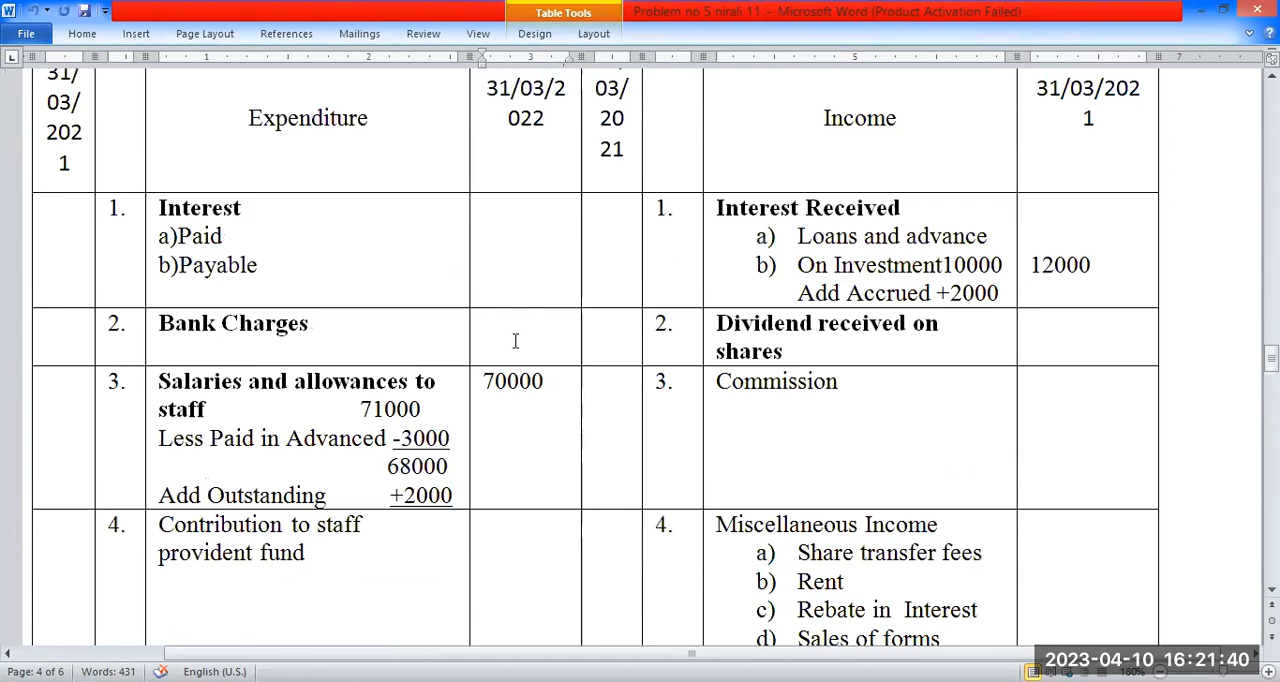 Table Tools
Problem no 5 nirali 11 - Microsoft Word (Product Activation Failed)
File Home Insert Page Layout References Mailings Review View Design Layout
1 2 3 5 7
31/
03/
202
1
Expenditure
31/03/2
022
03/
20
21
Income
31/03/202
1
1. Interest
a)Paid
b)Payable
1. Interest Received
a) Loans and advance
b) On Investment10000 12000
Add Accrued +2000
2. Bank Charges
2. Dividend received on
shares
3. Salaries and allowances to 70000
staff 71000
Less Paid in Advanced -3000
68000
Add Outstanding +2000
3. Commission
4. Contribution to staff
provident fund
4. Miscellaneous Income
a) Share transfer fees
b) Rent
c) Rebate in Interest
d) Sales of forms
2023-04-10 16:21:40
Page: 4 of 6 Words: 431 English (U.S.) 180%